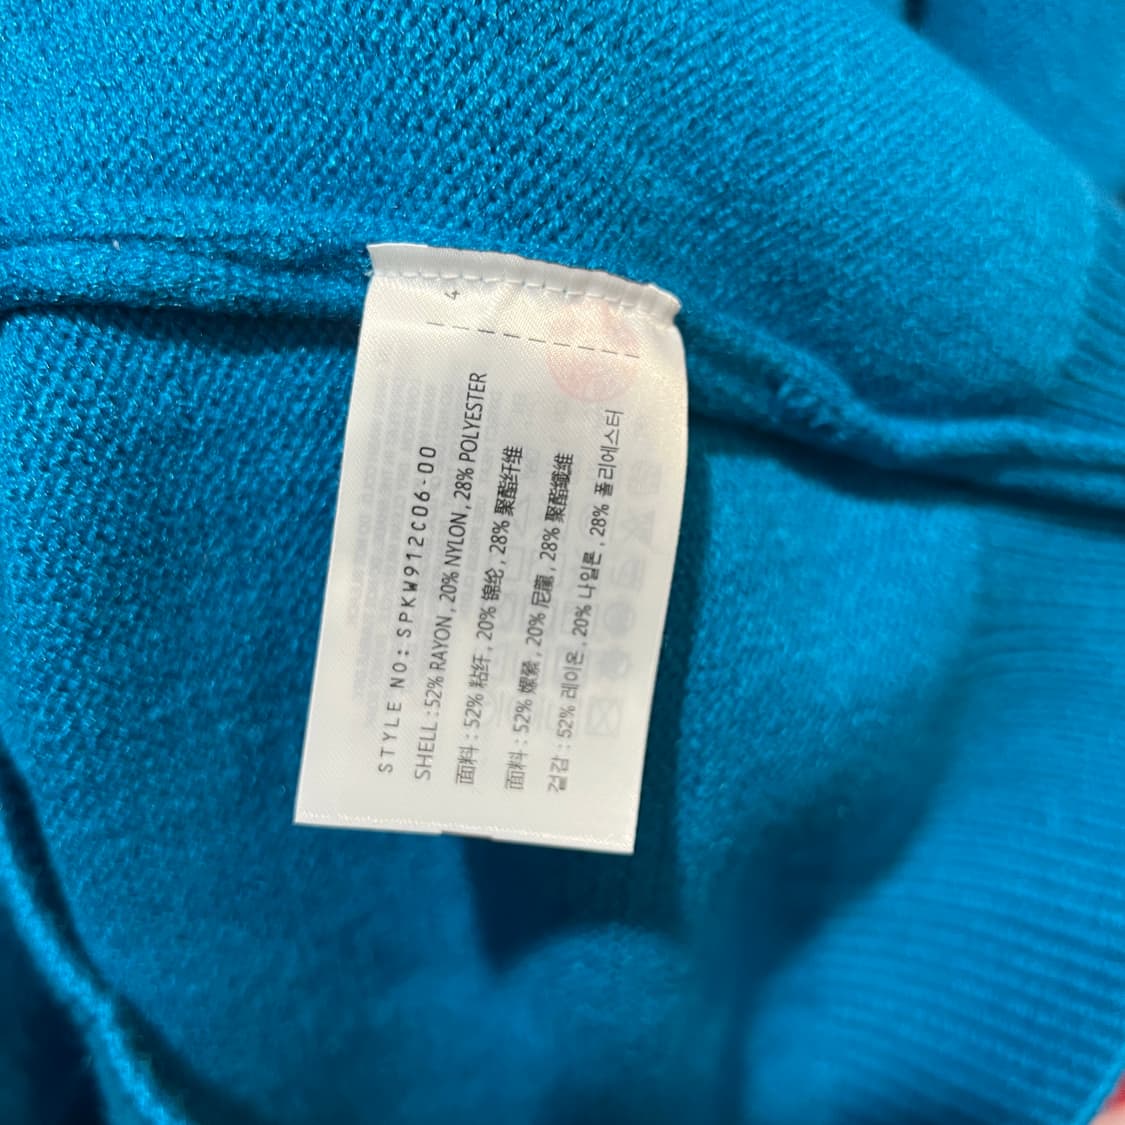 4
STYLE NO: SPKW912C06-00
SHELL : 52% RAYON , 20% NYLON , 28% POLYESTER
面料 : 52% 粘纤 , 20% 锦纶 , 28% 聚酯纤维
面料 : 52% 嫘縈 , 20% 尼龍 , 28% 聚酯纖維
겉감 : 52% 레이온 , 20% 나일론 , 28% 폴리에스터